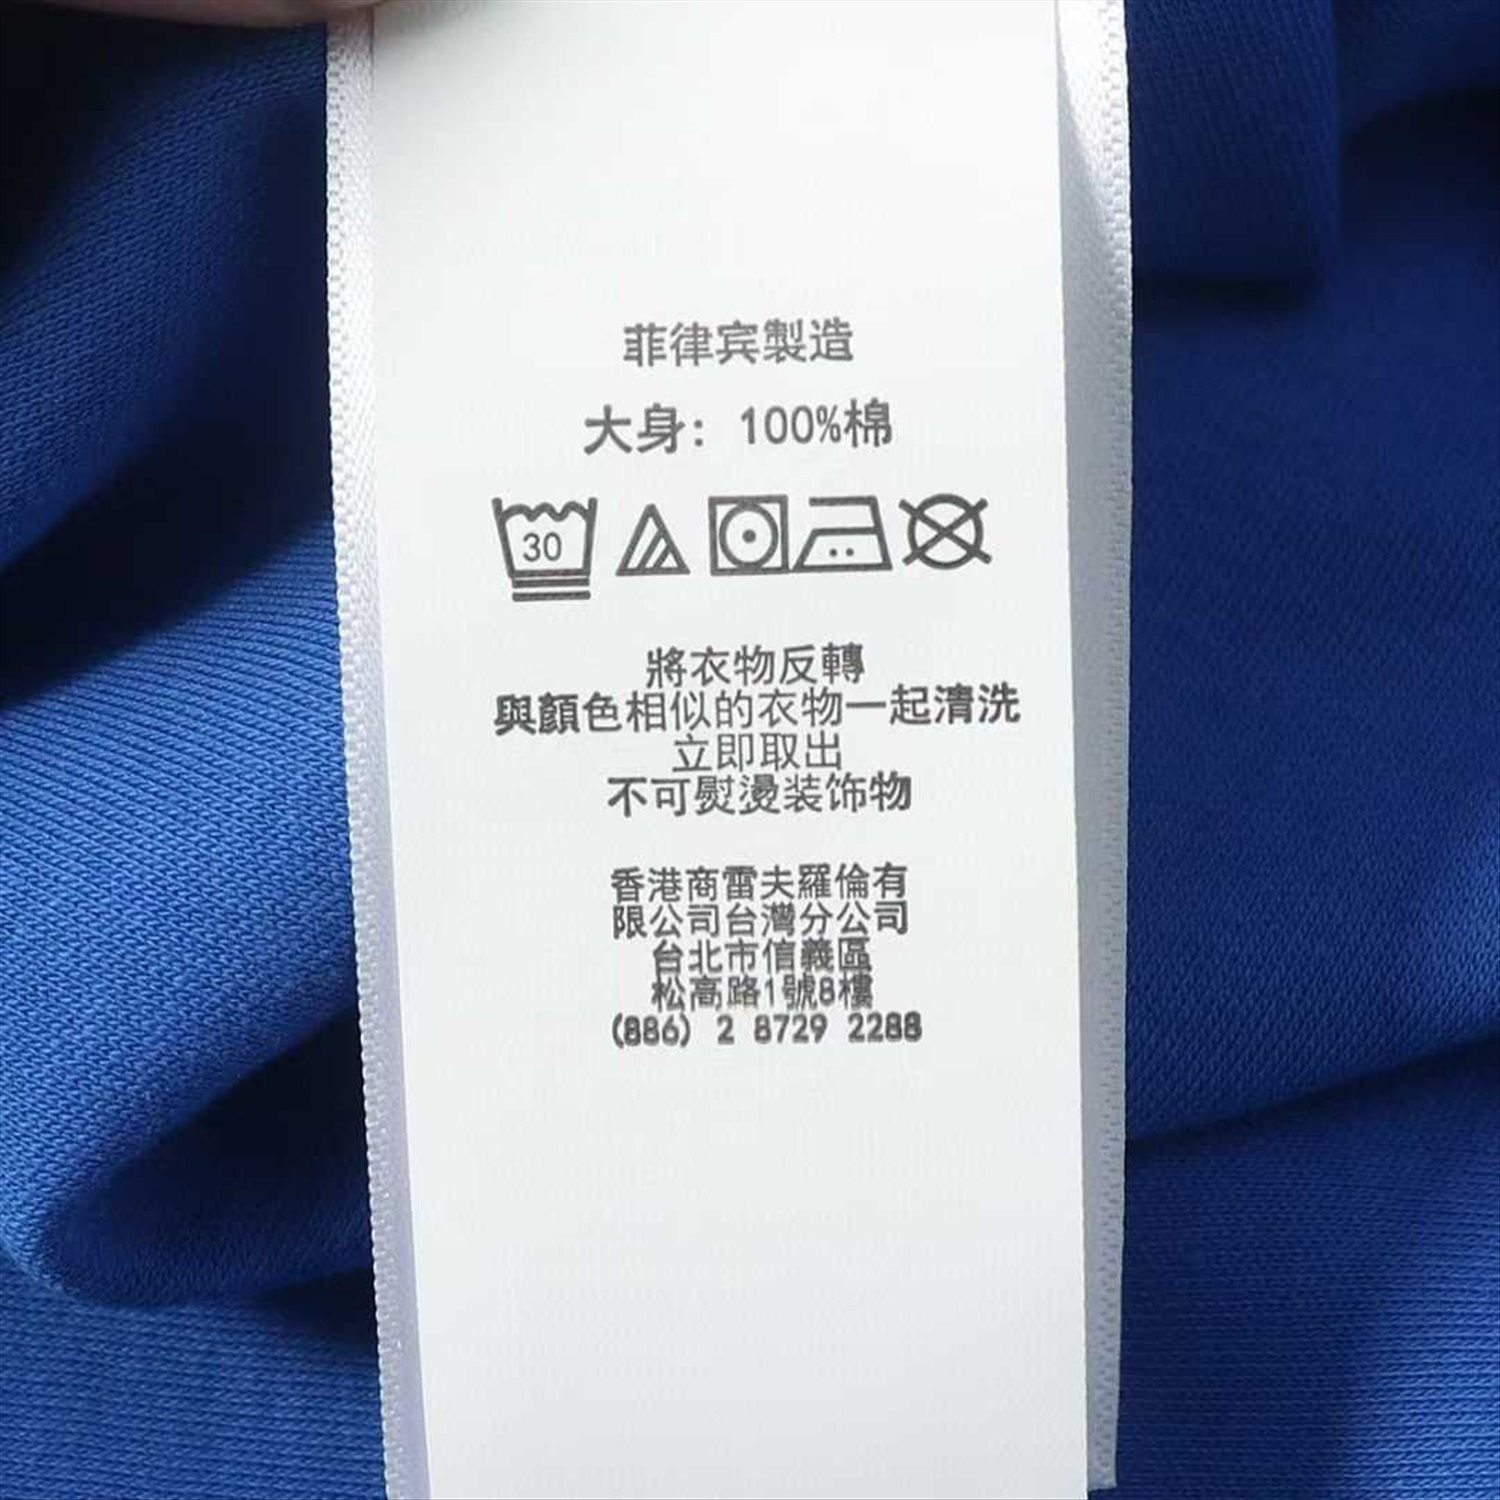 菲律宾製造
大身: 100%棉
30
將衣物反轉
與顏色相似的衣物一起清洗
立即取出
不可熨燙装饰物
香港商雷夫羅倫有
限公司台灣分公司
台北市信義區
松高路1號8樓
(886) 2 8729 2288